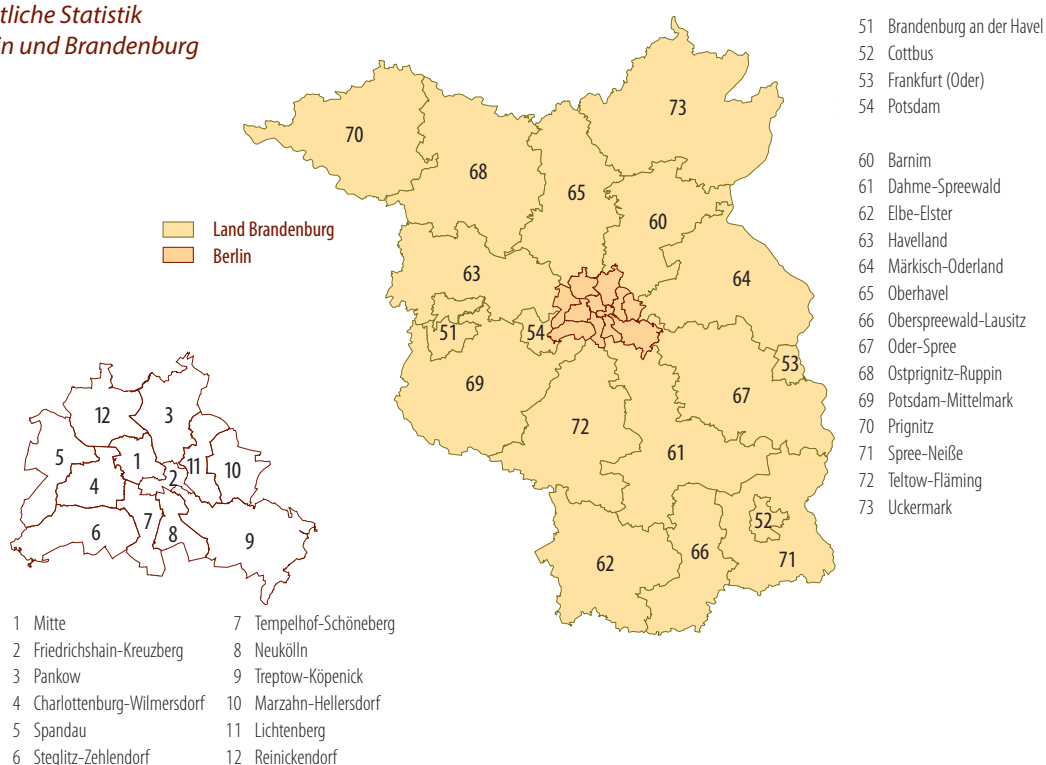 tliche Statistik
n und Brandenburg
Land Brandenburg
Berlin
70
73
68
65
60
63
64
51
54
53
69
67
72
61
52
66
62
71
12
3
5
1
11
10
4
2
7
6
8
9
51 Brandenburg an der Havel
52 Cottbus
53 Frankfurt (Oder)
54 Potsdam
60 Barnim
61 Dahme-Spreewald
62 Elbe-Elster
63 Havelland
64 Märkisch-Oderland
65 Oberhavel
66 Oberspreewald-Lausitz
67 Oder-Spree
68 Ostprignitz-Ruppin
69 Potsdam-Mittelmark
70 Prignitz
71 Spree-Neiße
72 Teltow-Fläming
73 Uckermark
1 Mitte
2 Friedrichshain-Kreuzberg
3 Pankow
4 Charlottenburg-Wilmersdorf
5 Spandau
6 Steglitz-Zehlendorf
7 Tempelhof-Schöneberg
8 Neukölln
9 Treptow-Köpenick
10 Marzahn-Hellersdorf
11 Lichtenberg
12 Reinickendorf